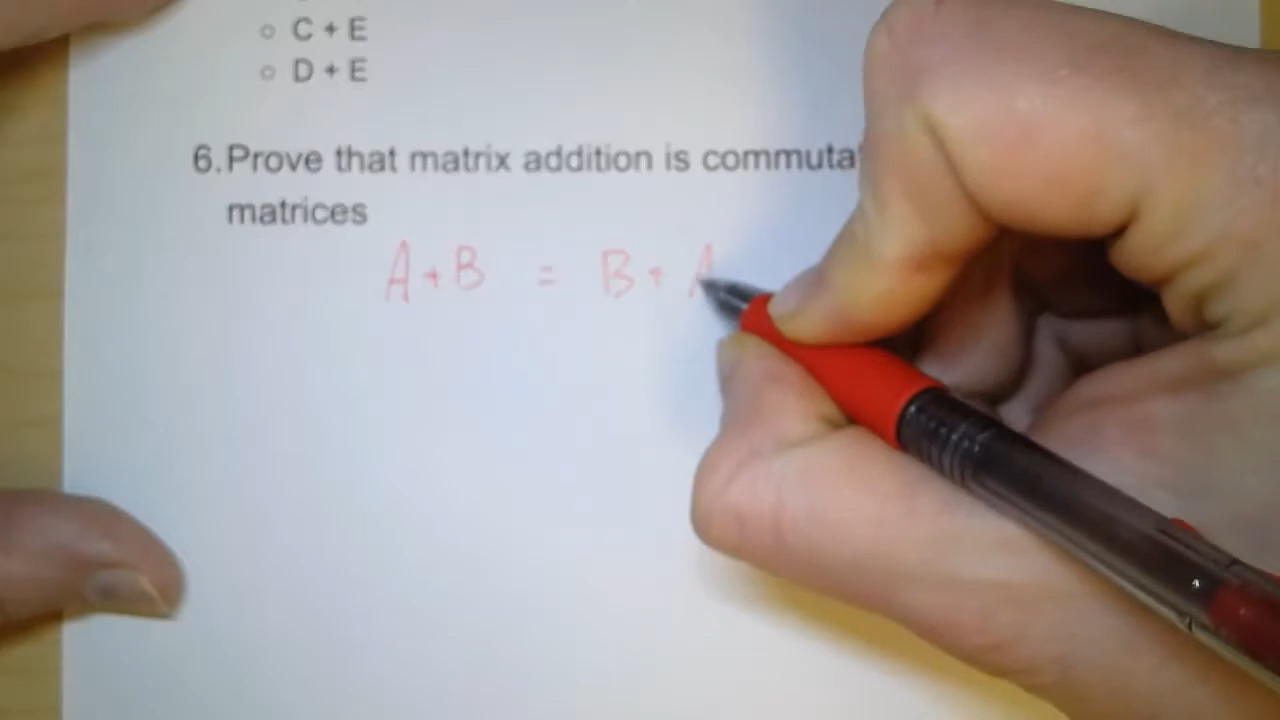 ○ C + E
○ D + E
6. Prove that matrix addition is commuta
matrices
A + B = B + A